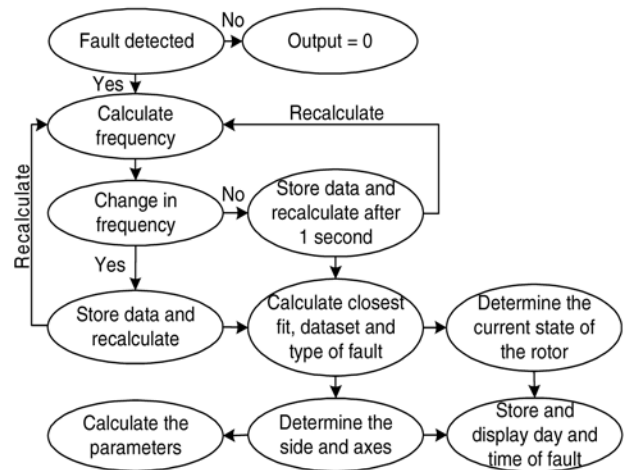 Fault detected
No
Output = 0
Yes
Calculate
frequency
Recalculate
Recalculate
Change in
frequency
No
Store data and
recalculate after
1 second
Yes
Store data and
recalculate
Calculate closest
fit, dataset and
type of fault
Determine the
current state of
the rotor
Calculate the
parameters
Determine the
side and axes
Store and
display day and
time of fault